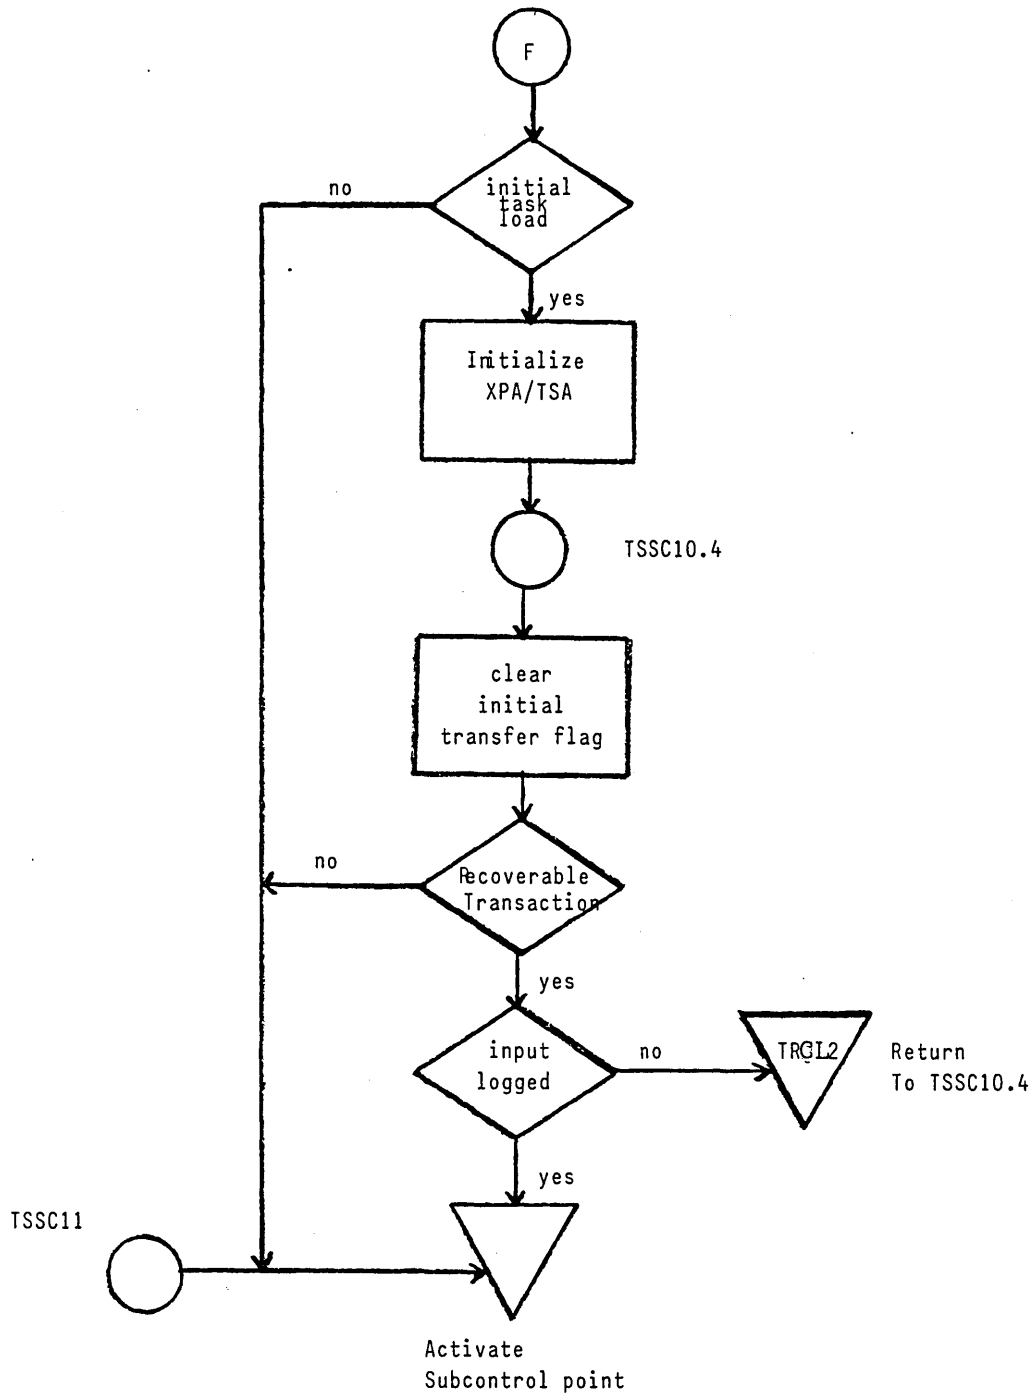 F
no
initial
task
load
yes
Initialize
XPA/TSA
TSSC10.4
clear
initial
transfer flag
no
Recoverable
Transaction
yes
input
logged
no
Return
To TSSC10.4
yes
TSSC11
Activate
Subcontrol point